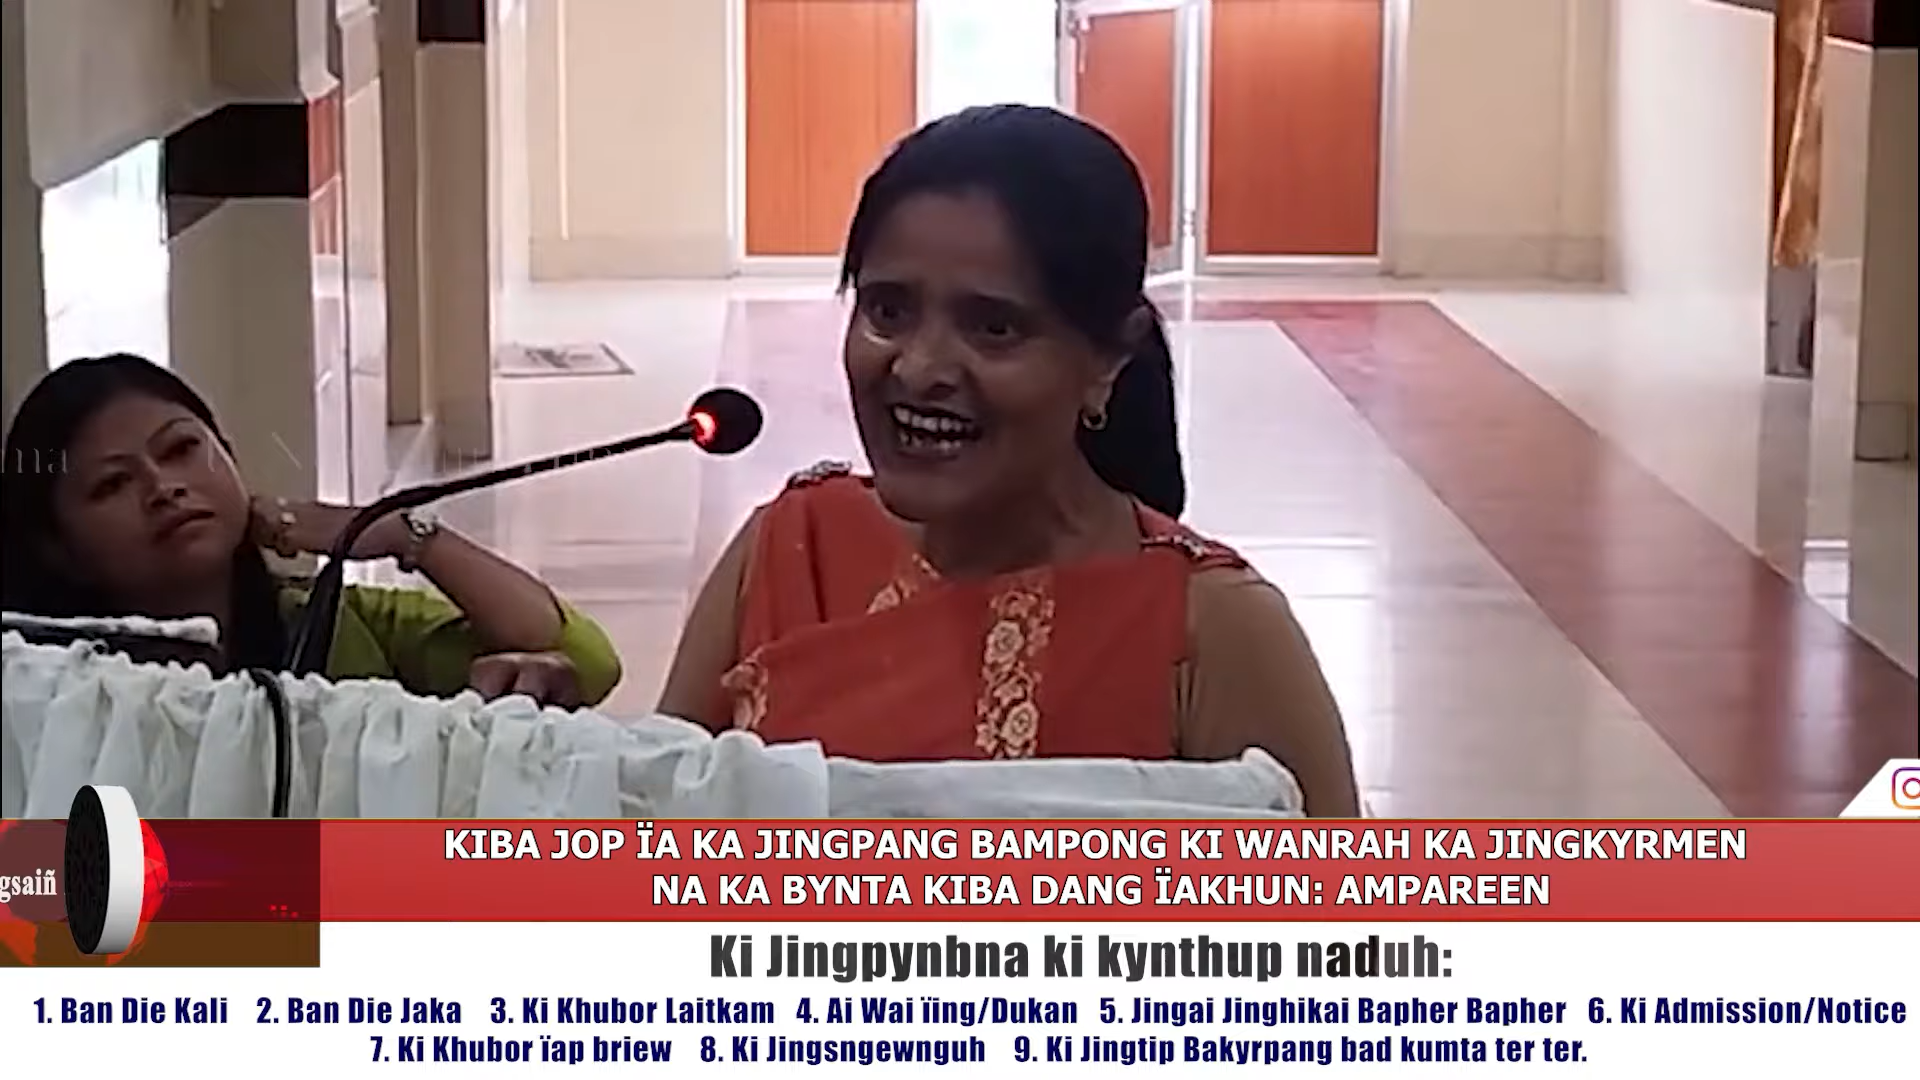 KIBA JOP ÏA KA JINGPANG BAMPONG KI WANRAH KA JINGKYRMEN
NA KA BYNTA KIBA DANG ÏAKHUN: AMPAREEN
gsaiñ
Ki Jingpynbna ki kynthup naduh:
1. Ban Die Kali 2. Ban Die Jaka 3. Ki Khubor Laitkam 4. Ai Wai ïing/Dukan 5. Jingai Jinghikai Bapher Bapher 6. Ki Admission/Notice
7. Ki Khubor ïap briew 8. Ki Jingsngewnguh 9. Ki Jingtip Bakyrpang bad kumta ter ter.